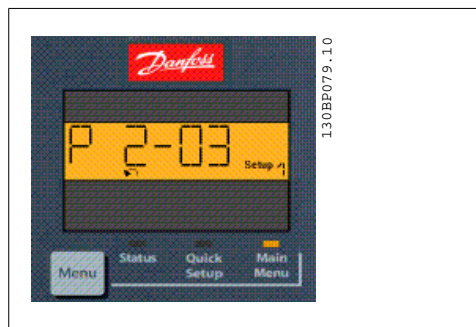 Danfoss
P 2-03
Setup 1
Status
Quick Setup
Main Menu
Menu
130BP079.10